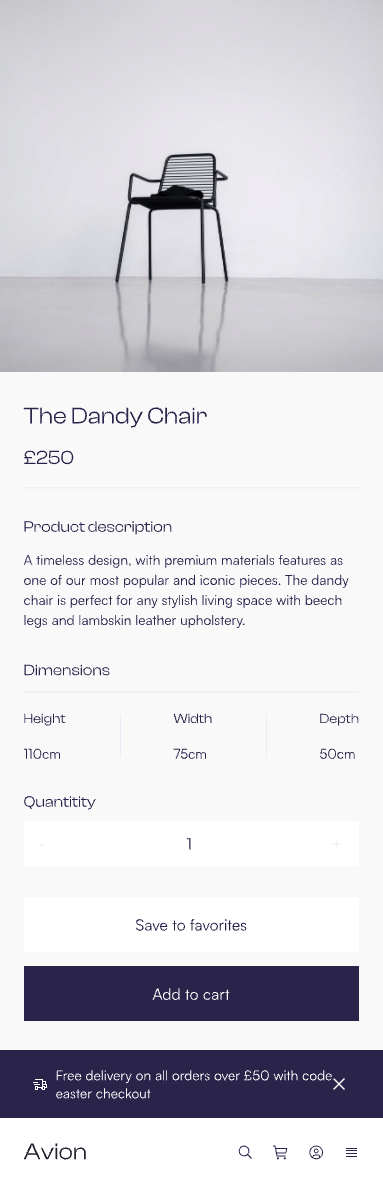 The Dandy Chair
£250
Product description
A timeless design, with premium materials features as
one of our most popular and iconic pieces. The dandy
chair is perfect for any stylish living space with beech
legs and lambskin leather upholstery.
Dimensions
Height Width Depth
110cm 75cm 50cm
Quantitity
- 1 +
Save to favorites
Add to cart
Free delivery on all orders over £50 with code
easter checkout
Avion